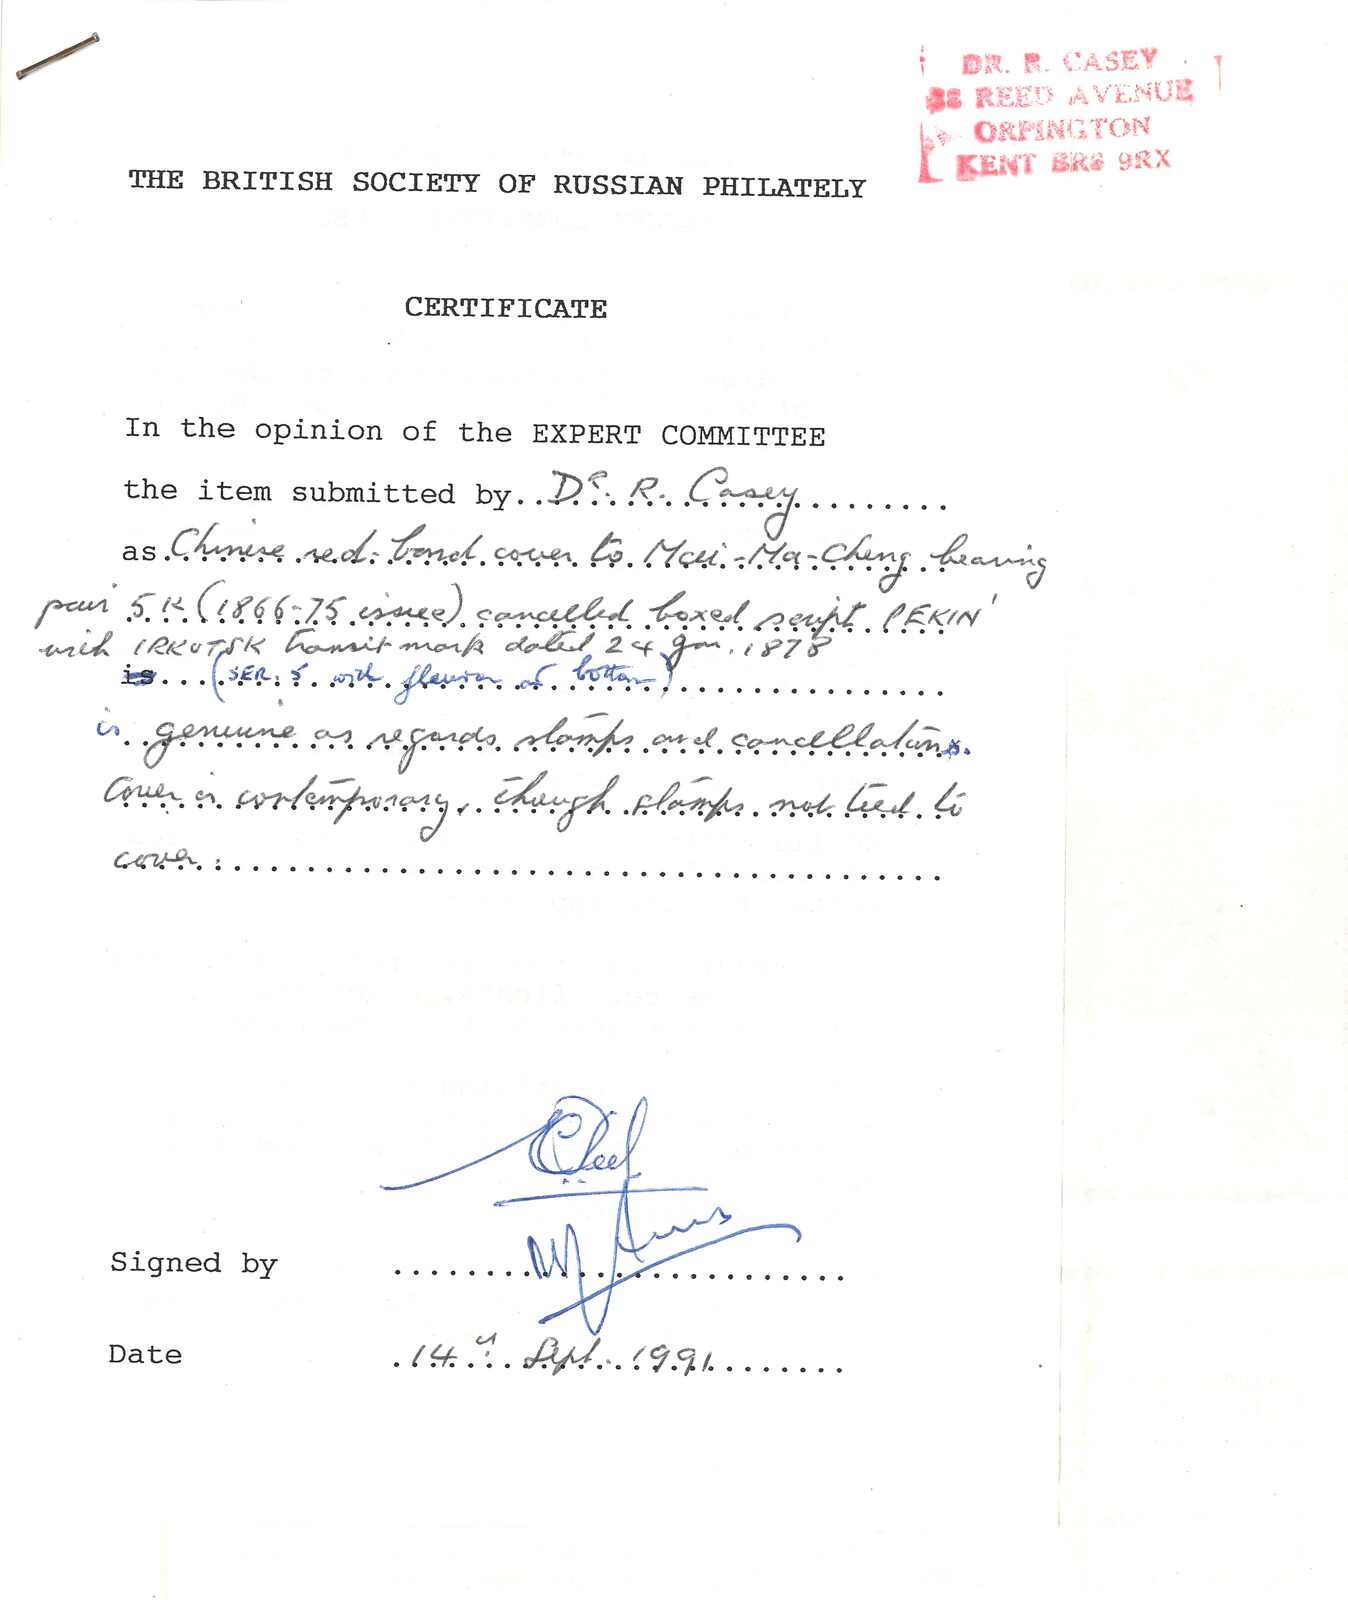 DR. R. CASEY
REED AVENUE
ORPINGTON
KENT BR6 9RX
THE BRITISH SOCIETY OF RUSSIAN PHILATELY
CERTIFICATE
In the opinion of the EXPERT COMMITTEE
the item submitted by Dr. R. Casey
as Chinese red-band cover to Mai-Ma-Cheng bearing
pair 5 K (1866-75 issue) cancelled boxed script 'PEKIN'
with IRKUTSK transit mark dated 24 Jan. 1878
is (SER. 5 with fleuron at bottom)
is genuine as regards stamps and cancellations.
Cover is contemporary, though stamps not tied to
cover.
Signed by
Date 14th Sept. 1991